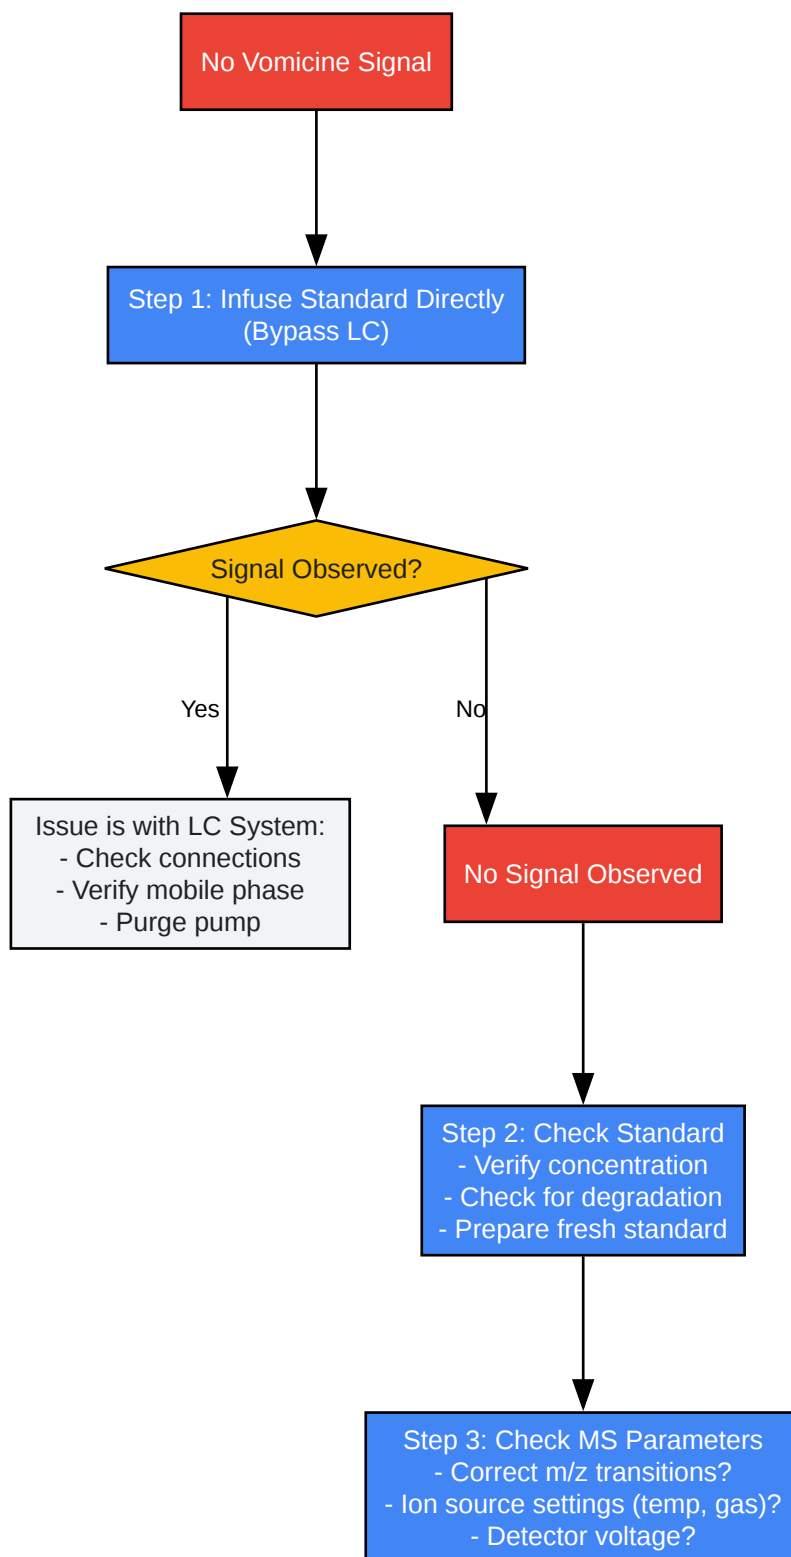 No Vomicine Signal
Step 1: Infuse Standard Directly
(Bypass LC)
Signal Observed?
Yes
No
Issue is with LC System:
- Check connections
- Verify mobile phase
- Purge pump
No Signal Observed
Step 2: Check Standard
- Verify concentration
- Check for degradation
- Prepare fresh standard
Step 3: Check MS Parameters
- Correct m/z transitions?
- Ion source settings (temp, gas)?
- Detector voltage?